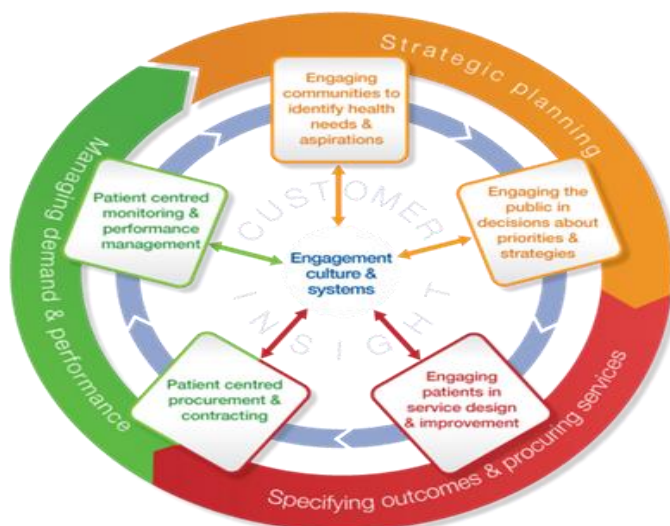 Strategic planning
Engaging
communities to
identify health
needs &
aspirations
Managing demand & performance
Patient centred
monitoring &
performance
management
CUSTOMER
Engaging the
public in
decisions about
priorities &
strategies
Engagement
culture &
systems
INSIGHT
Patient centred
procurement &
contracting
Engaging
patients in
service design
& improvement
Specifying outcomes & procuring services